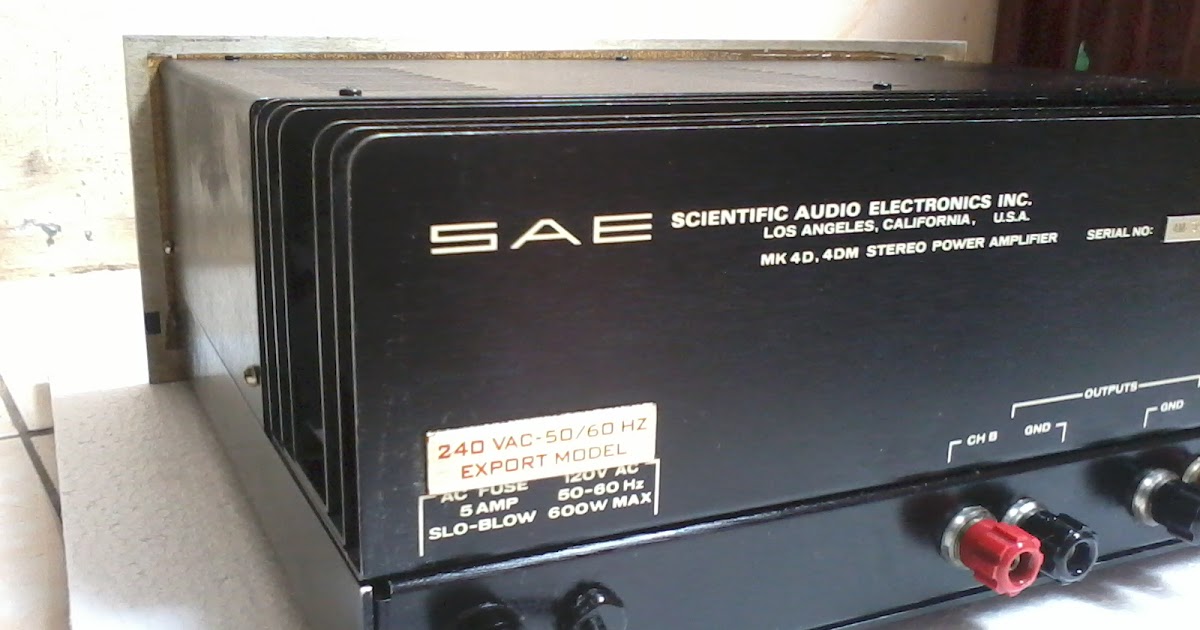 SAE SCIENTIFIC AUDIO ELECTRONICS INC.
LOS ANGELES, CALIFORNIA, U.S.A.
MK 4D, 4DM STEREO POWER AMPLIFIER
SERIAL NO:
OUTPUTS
CH B GND GND
240 VAC-50/60 HZ
EXPORT MODEL
AC FUSE 120V AC
5 AMP 50-60 Hz
SLO-BLOW 600W MAX